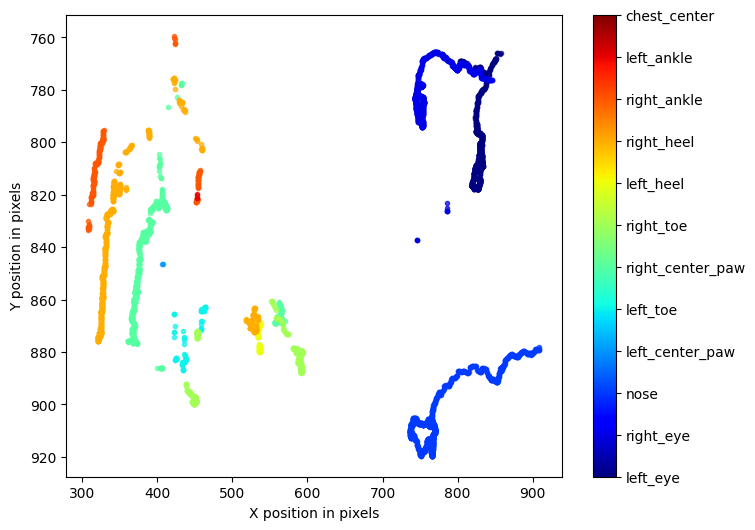 760
780
800
820
840
860
880
900
920
Y position in pixels
300
400
500
600
700
800
900
X position in pixels
chest_center
left_ankle
right_ankle
right_heel
left_heel
right_toe
right_center_paw
left_toe
left_center_paw
nose
right_eye
left_eye